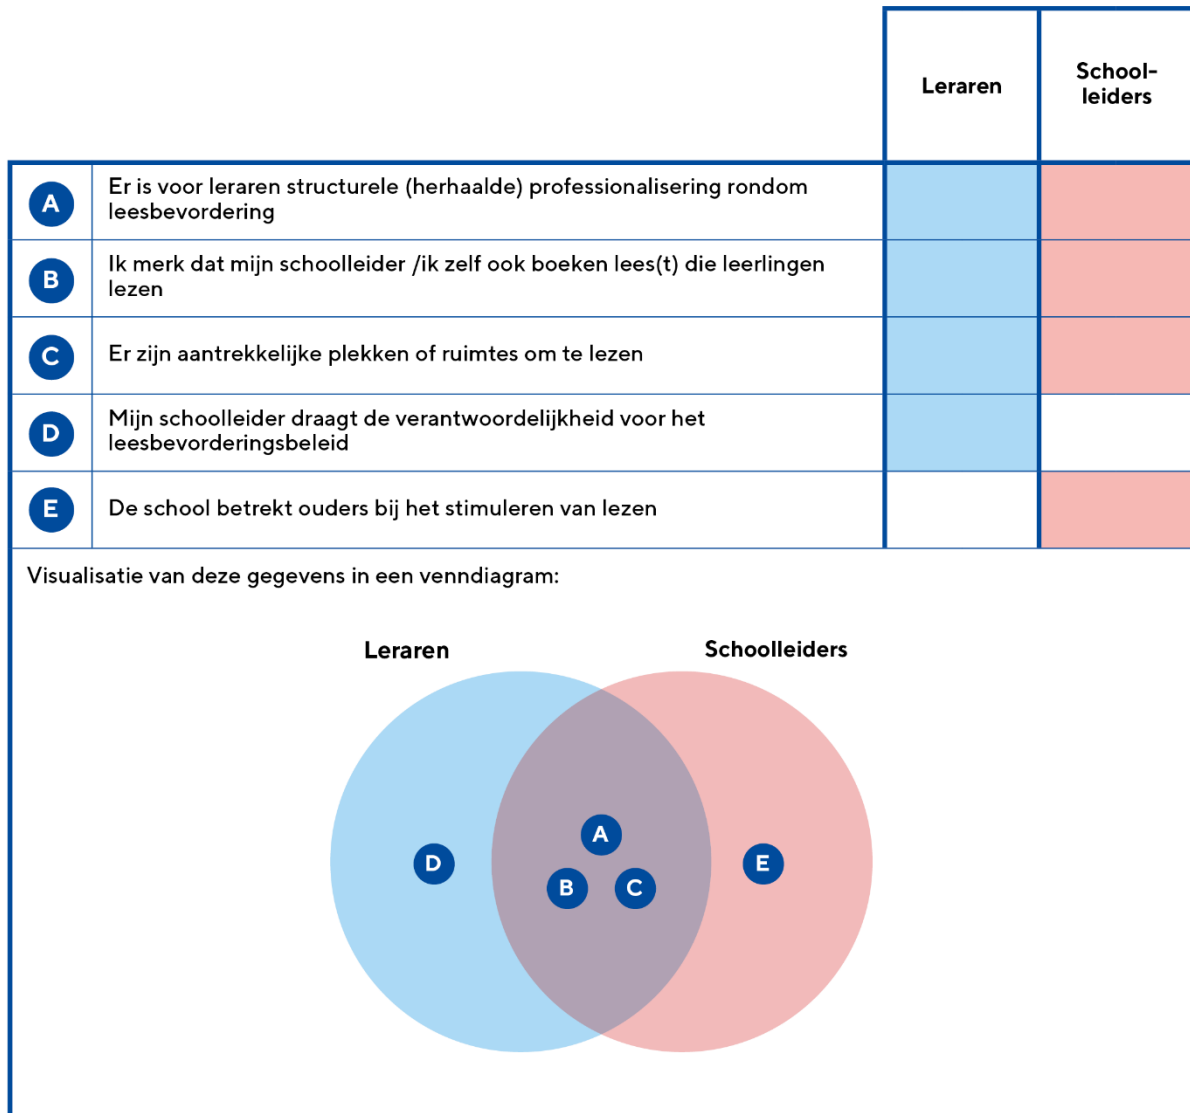 Leraren
School-
leiders
A
Er is voor leraren structurele (herhaalde) professionalisering rondom
leesbevordering
B
Ik merk dat mijn schoolleider /ik zelf ook boeken lees(t) die leerlingen
lezen
C
Er zijn aantrekkelijke plekken of ruimtes om te lezen
D
Mijn schoolleider draagt de verantwoordelijkheid voor het
leesbevorderingsbeleid
E
De school betrekt ouders bij het stimuleren van lezen
Visualisatie van deze gegevens in een venndiagram:
Leraren
Schoolleiders
A
D
E
B
C